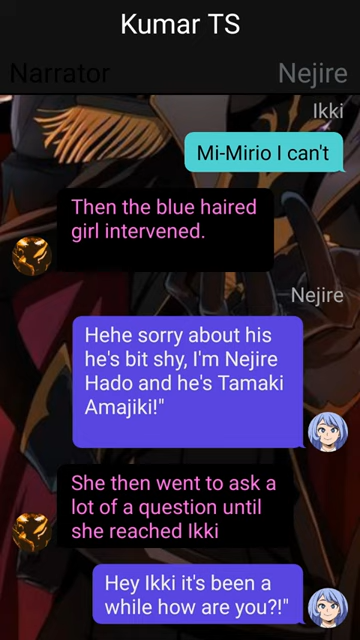 Kumar TS
Narrator
Nejire
Ikki
Mi-Mirio I can't
Then the blue haired
girl intervened.
Nejire
Hehe sorry about his
he's bit shy, I'm Nejire
Hado and he's Tamaki
Amajiki!"
She then went to ask a
lot of a question until
she reached Ikki
Hey Ikki it's been a
while how are you?!"